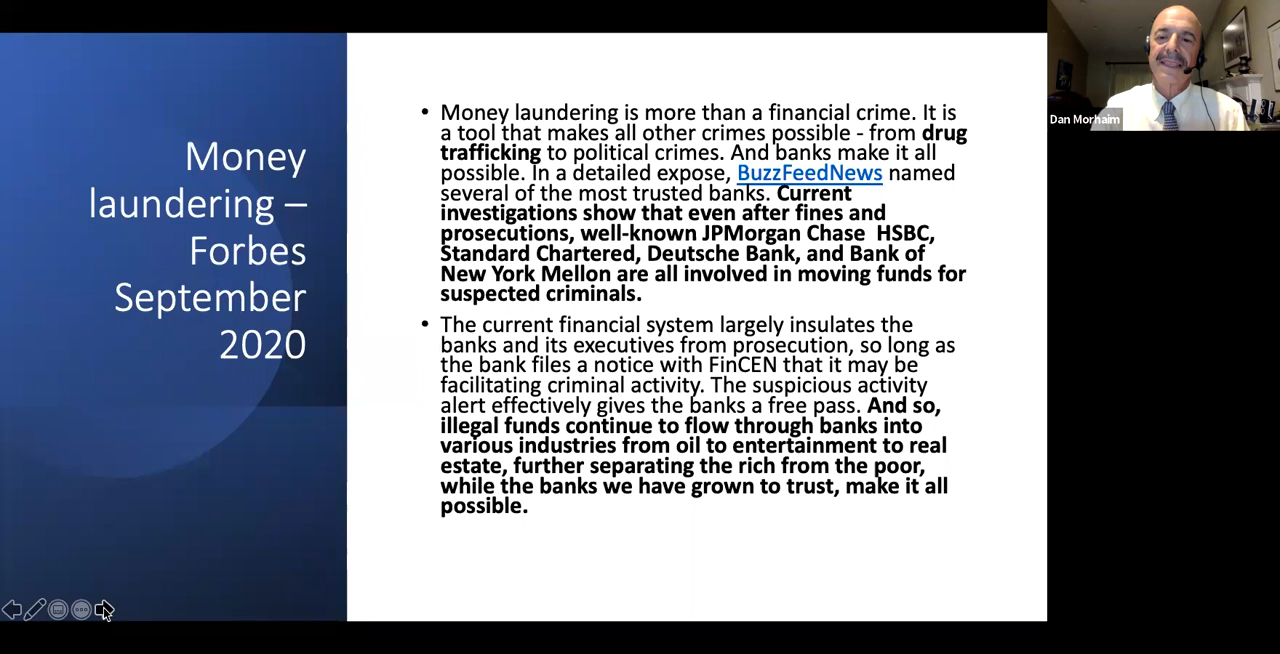 Money
laundering –
Forbes
September
2020
• Money laundering is more than a financial crime. It is
a tool that makes all other crimes possible - from drug
trafficking to political crimes. And banks make it all
possible. In a detailed expose, BuzzFeedNews named
several of the most trusted banks. Current
investigations show that even after fines and
prosecutions, well-known JPMorgan Chase  HSBC,
Standard Chartered, Deutsche Bank, and Bank of
New York Mellon are all involved in moving funds for
suspected criminals.
• The current financial system largely insulates the
banks and its executives from prosecution, so long as
the bank files a notice with FinCEN that it may be
facilitating criminal activity. The suspicious activity
alert effectively gives the banks a free pass. And so,
illegal funds continue to flow through banks into
various industries from oil to entertainment to real
estate, further separating the rich from the poor,
while the banks we have grown to trust, make it all
possible.
Dan Morhaim